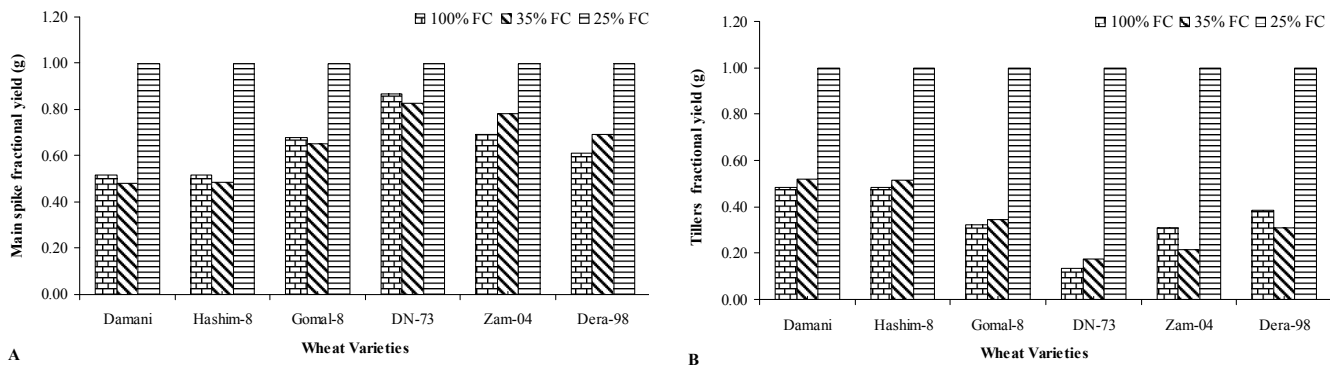 1.20
1.00
0.80
0.60
0.40
0.20
0.00
Main spike fractional yield (g)
100% FC 35% FC 25% FC
Damani Hashim-8 Gomal-8 DN-73 Zam-04 Dera-98
Wheat Varieties
A
1.20
1.00
0.80
0.60
0.40
0.20
0.00
Tillers fractional yield (g)
100% FC 35% FC 25% FC
Damani Hashim-8 Gomal-8 DN-73 Zam-04 Dera-98
Wheat Varieties
B